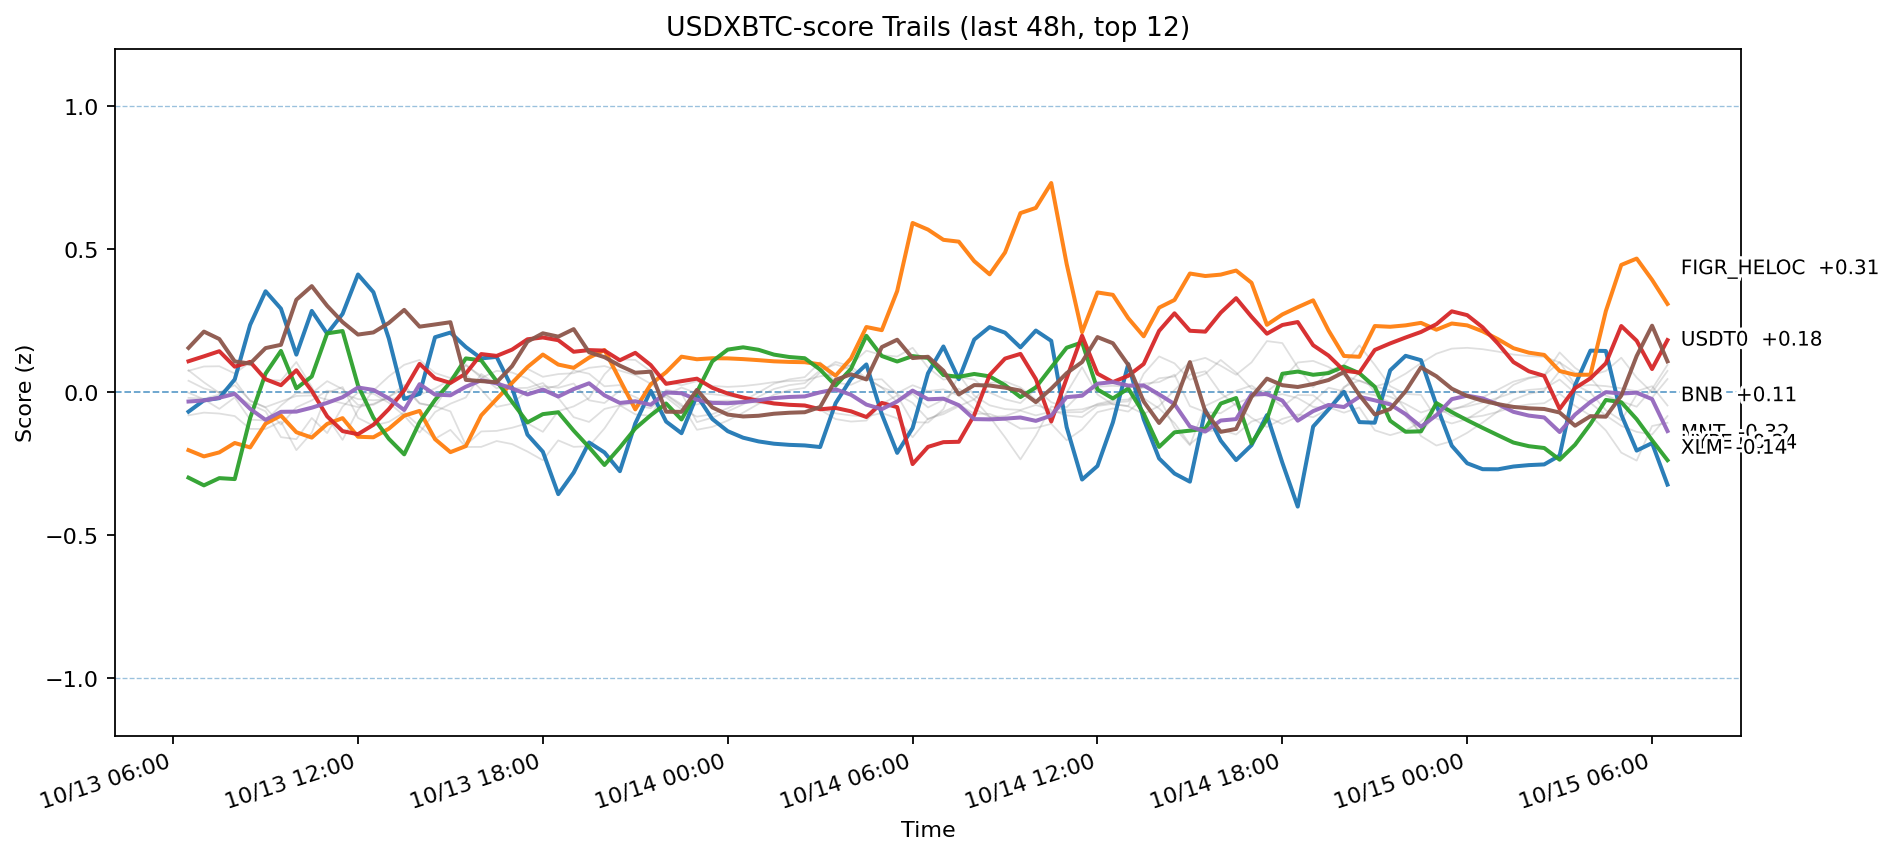 USDXBTC-score Trails (last 48h, top 12)
Score (z)
1.0
0.5
0.0
−0.5
−1.0
FIGR_HELOC +0.31
USDT0 +0.18
BNB +0.11
MNT -0.32
XLM -0.14
10/13 06:00
10/13 12:00
10/13 18:00
10/14 00:00
10/14 06:00
10/14 12:00
10/14 18:00
10/15 00:00
10/15 06:00
Time